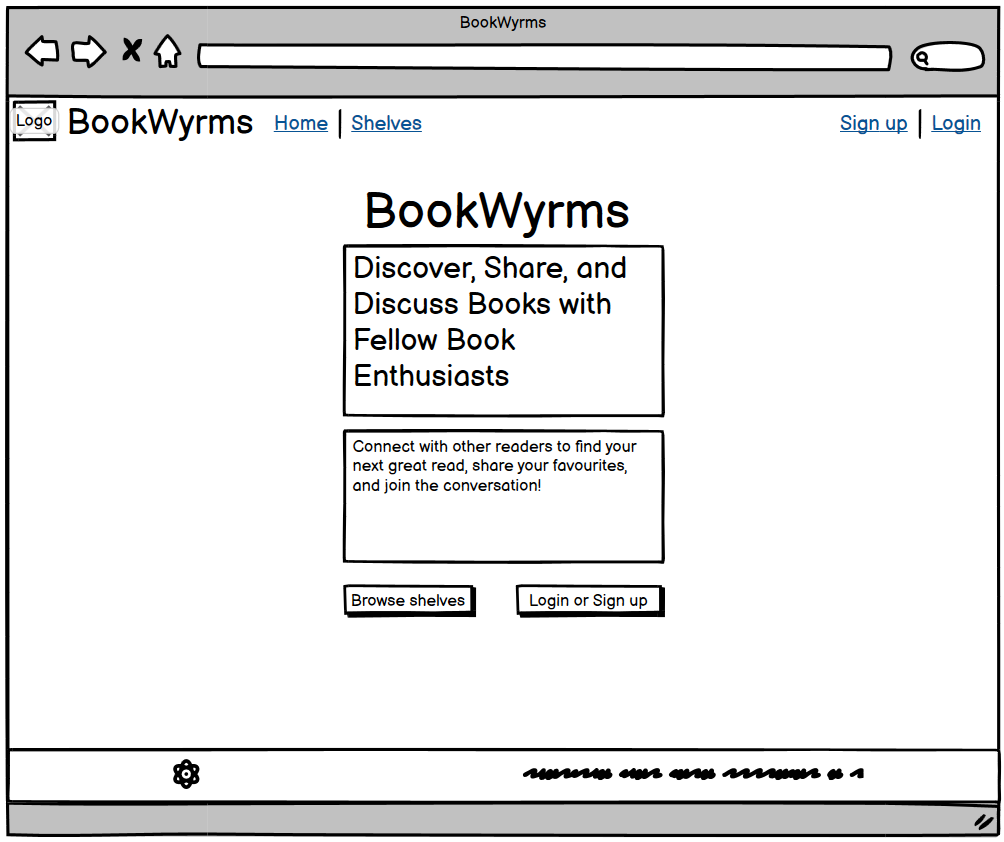 BookWyrms
Logo BookWyrms Home Shelves Sign up Login
BookWyrms
Discover, Share, and
Discuss Books with
Fellow Book
Enthusiasts
Connect with other readers to find your
next great read, share your favourites,
and join the conversation!
Browse shelves Login or Sign up